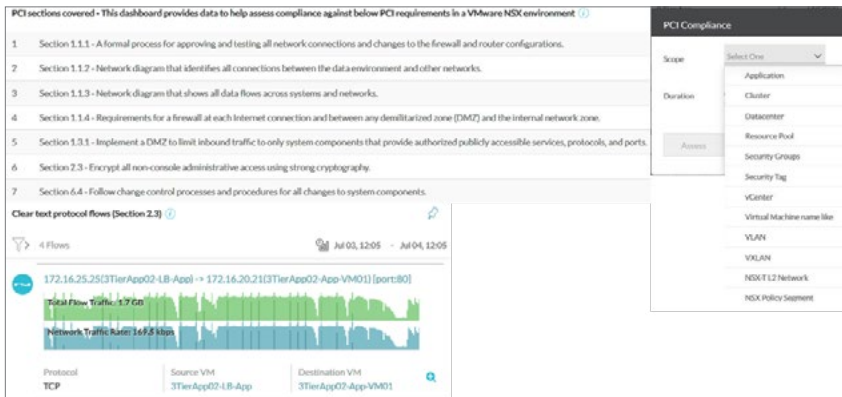 PCI sections covered - This dashboard provides data to help assess compliance against below PCI requirements in a VMware NSX environment
1 Section 1.1.1 - A formal process for approving and testing all network connections and changes to the firewall and router configurations.
2 Section 1.1.2 - Network diagram that identifies all connections between the data environment and other networks.
3 Section 1.1.3 - Network diagram that shows all data flows across systems and networks.
4 Section 1.1.4 - Requirements for a firewall at each Internet connection and between any demilitarized zone (DMZ) and the internal network zone.
5 Section 1.3.1 - Implement a DMZ to limit inbound traffic to only system components that provide authorized publicly accessible services, protocols, and ports.
6 Section 2.3 - Encrypt all non-console administrative access using strong cryptography.
7 Section 6.4 - Follow change control processes and procedures for all changes to system components.
Clear text protocol flows (Section 2.3)
4 Flows Jul 03, 12:05 - Jul 04, 12:05
172.16.25.25(3TierApp02-LB-App) -> 172.16.20.21(3TierApp02-App-VM01) [port:80]
Total Flow Traffic: 1.7 GB
Network Traffic Rate: 169.5 kbps
Protocol Source VM Destination VM
TCP 3TierApp02-LB-App 3TierApp02-App-VM01
PCI Compliance
Scope Select One
Duration
Assess
Application
Cluster
Datacenter
Resource Pool
Security Groups
Security Tag
vCenter
Virtual Machine name like
VLAN
VXLAN
NSX-T L2 Network
NSX Policy Segment